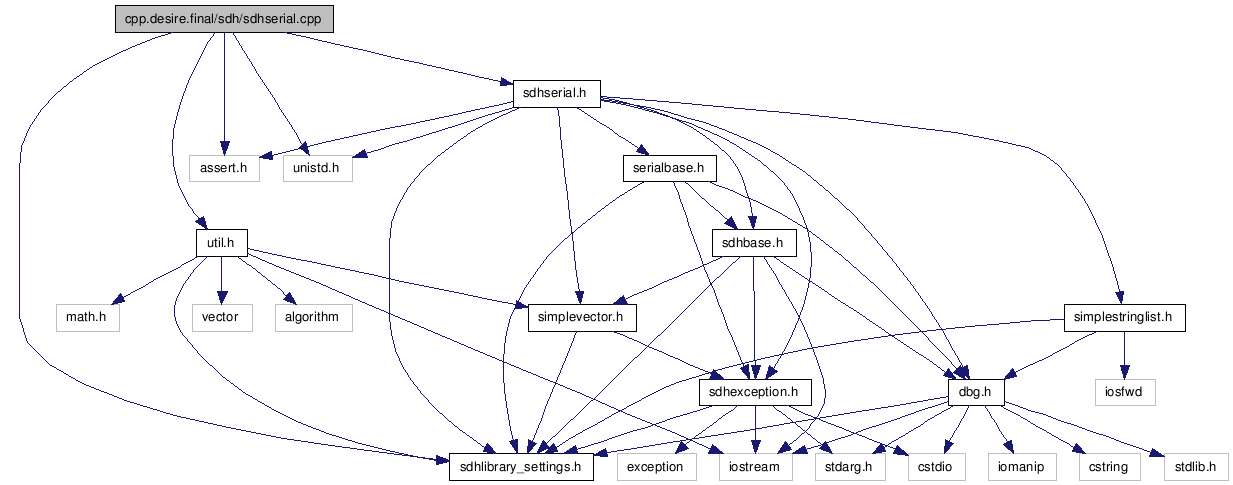 cpp.desire.final/sdh/sdhserial.cpp
sdhserial.h
assert.h
unistd.h
serialbase.h
util.h
sdhbase.h
math.h
vector
algorithm
simplevector.h
simplestringlist.h
sdhexception.h
dbg.h
iosfwd
sdhlibrary_settings.h
exception
iostream
stdarg.h
cstdio
iomanip
cstring
stdlib.h